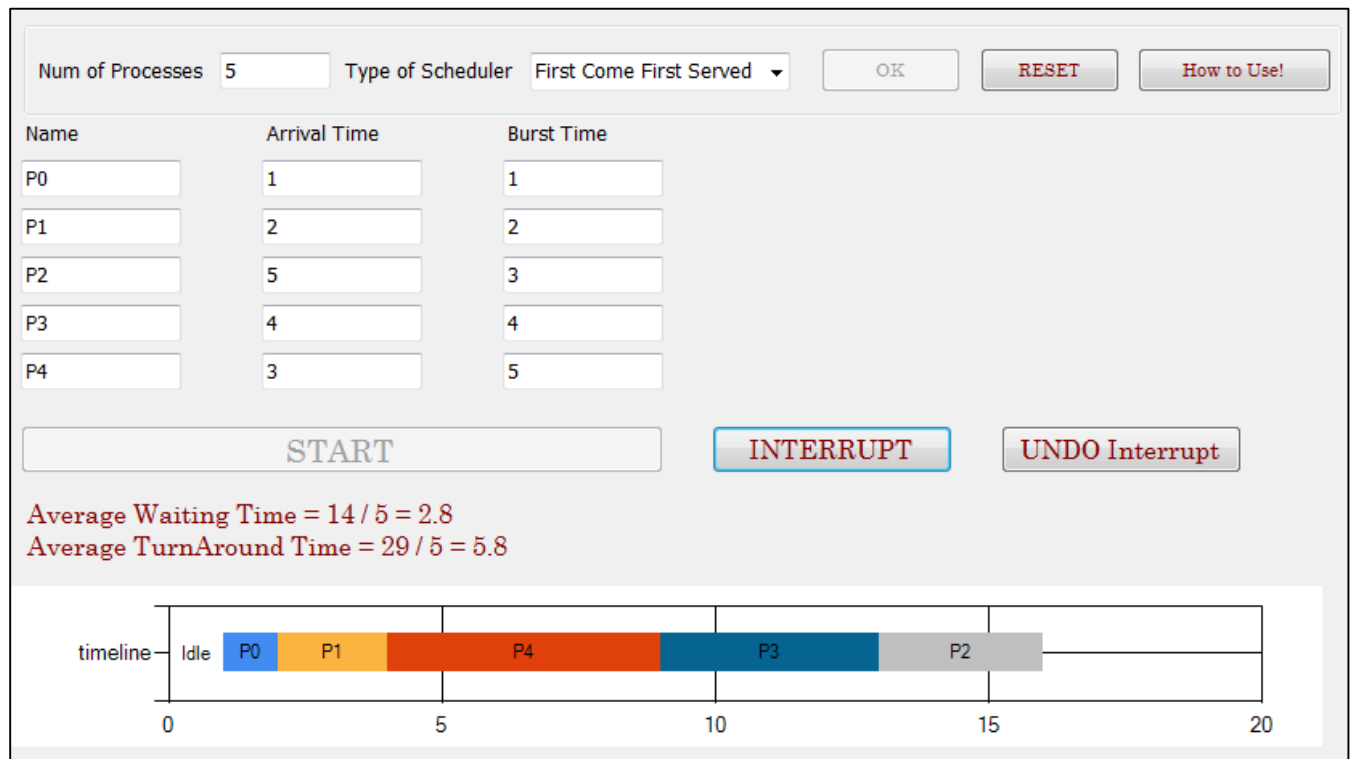 Num of Processes 5 Type of Scheduler First Come First Served OK RESET How to Use!
Name Arrival Time Burst Time
P0 1 1
P1 2 2
P2 5 3
P3 4 4
P4 3 5
START INTERRUPT UNDO Interrupt
Average Waiting Time = 14 / 5 = 2.8
Average TurnAround Time = 29 / 5 = 5.8
timeline Idle P0 P1 P4 P3 P2
0 5 10 15 20